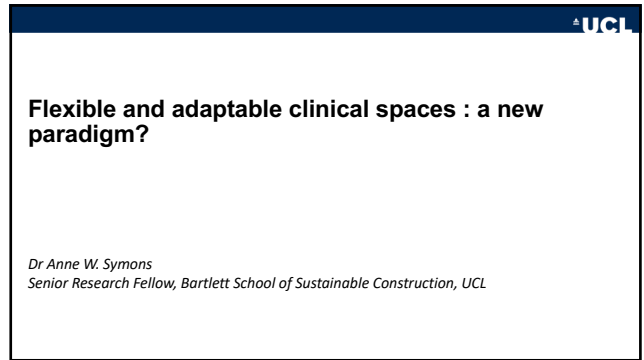 UCL
Flexible and adaptable clinical spaces : a new
paradigm?
Dr Anne W. Symons
Senior Research Fellow, Bartlett School of Sustainable Construction, UCL